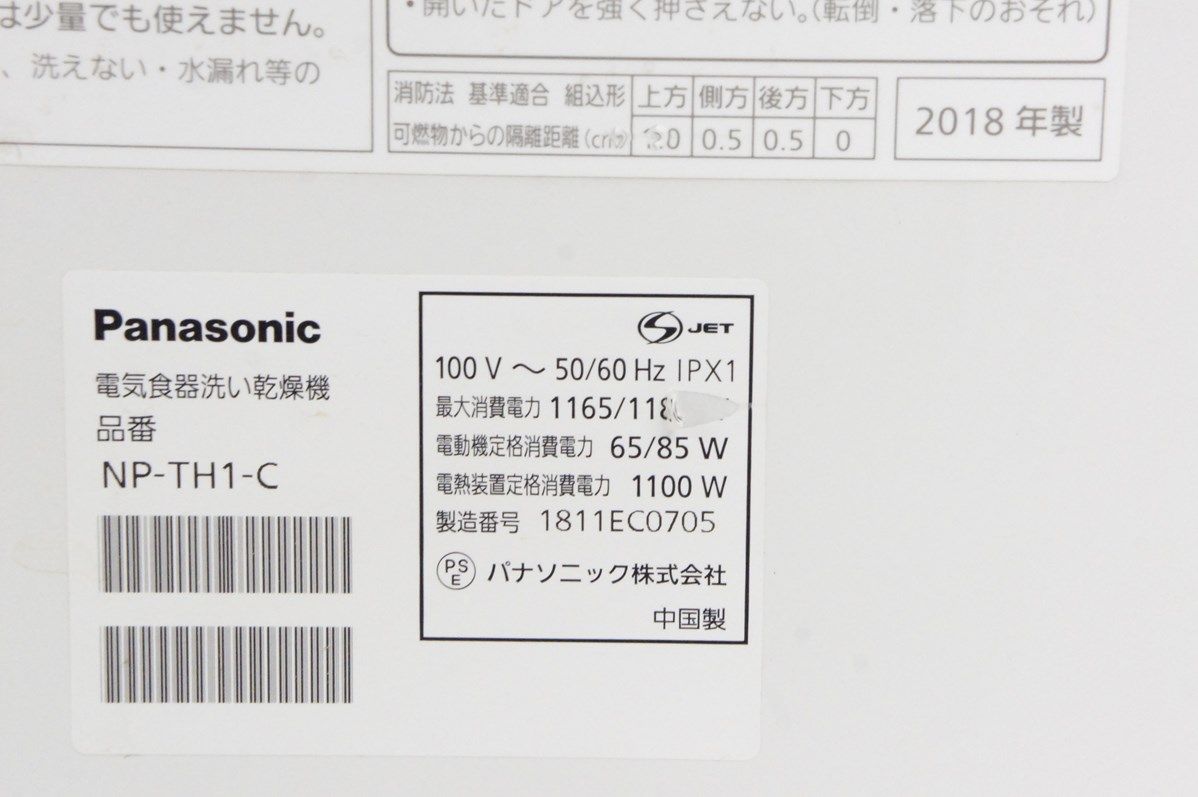 は少量でも使えません。
、洗えない・水漏れ等の
・開いたドアを強く押さえない。(転倒・落下のおそれ)
消防法 基準適合 組込形 上方 側方 後方 下方
可燃物からの隔離距離 0.5 0.5 0
2018 年製
Panasonic
電気食器洗い乾燥機
品番
NP-TH1-C
JET
100 V ～ 50/60 Hz IPX1
最大消費電力
電動機定格消費電力 65/85 W
電熱装置定格消費電力 1100 W
製造番号 1811EC0705
PS E パナソニック株式会社
中国製